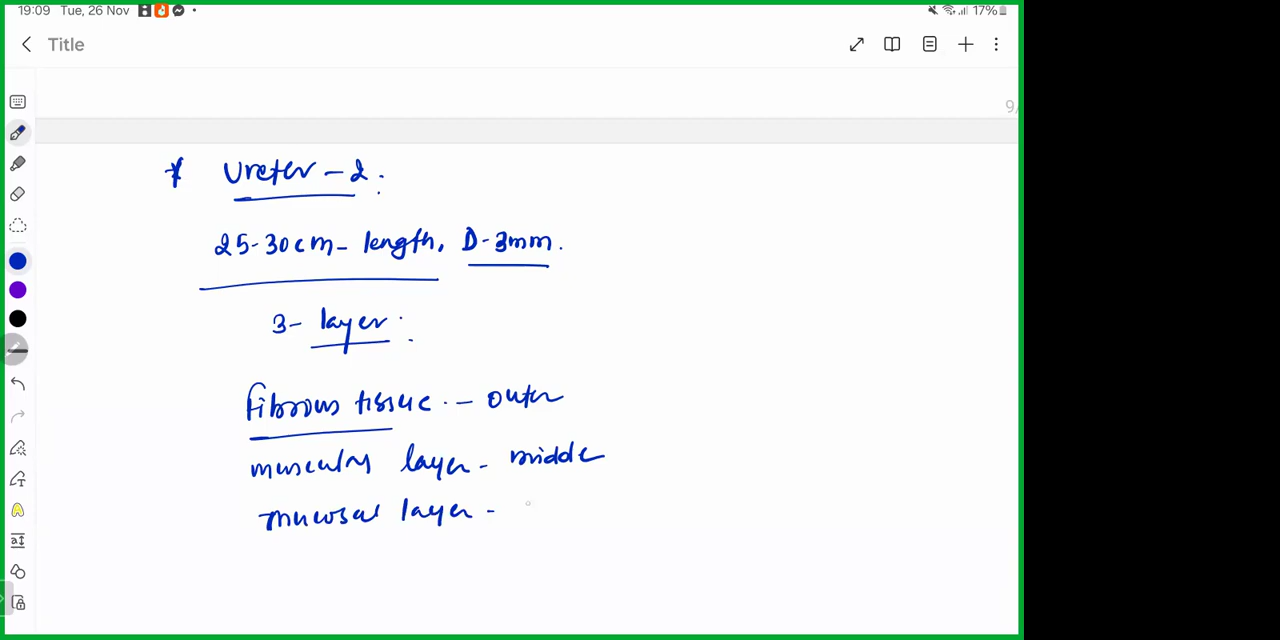 19:09 Tue, 26 Nov
17%
Title
9/
* Ureter - 2 :
25-30cm - length, D-3mm.
3- layer :
fibrous tissue - outer
muscular layer - middle
mucosal layer -